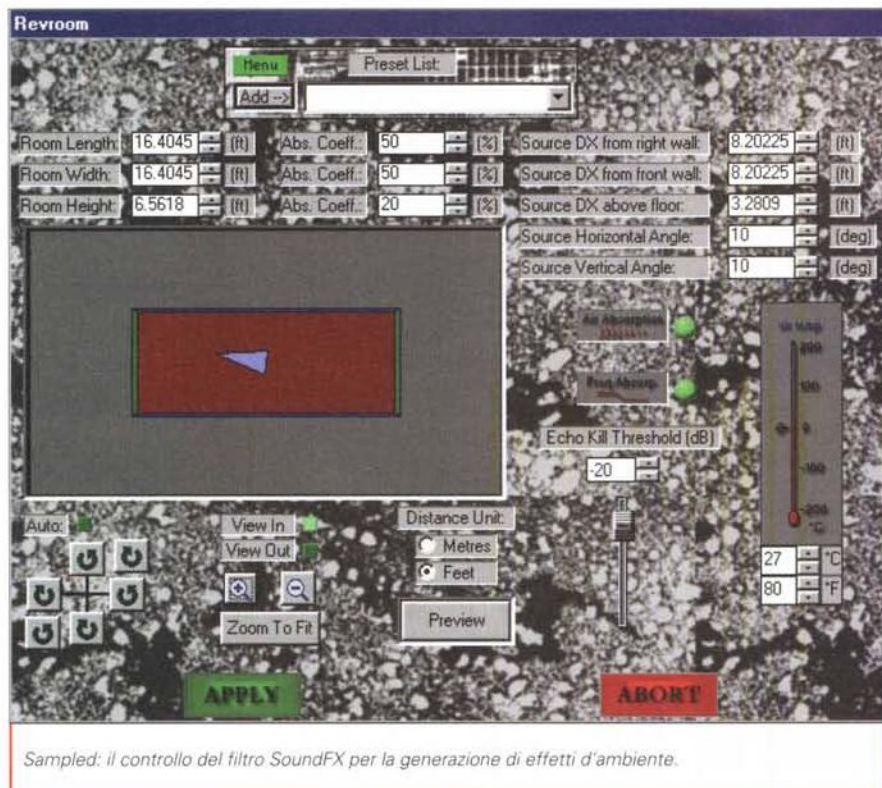 Revroom
Menu
Preset List:
Add -->
Room Length: 16.4045 (ft) Abs. Coeff.: 50 (%) Source DX from right wall: 8.20225 (ft)
Room Width: 16.4045 (ft) Abs. Coeff.: 50 (%) Source DX from front wall: 8.20225 (ft)
Room Height: 6.5618 (ft) Abs. Coeff.: 20 (%) Source DX above floor: 3.2809 (ft)
Source Horizontal Angle: 10 (deg)
Source Vertical Angle: 10 (deg)
Air Absorption
Freq Absorp.
Echo Kill Threshold (dB)
-20
200
100
0
-100
-200
°C
27 °C
80 °F
Auto:
View In
View Out
Zoom To Fit
Distance Unit:
Metres
Feet
Preview
APPLY
ABORT
Sampled: il controllo del filtro SoundFX per la generazione di effetti d'ambiente.